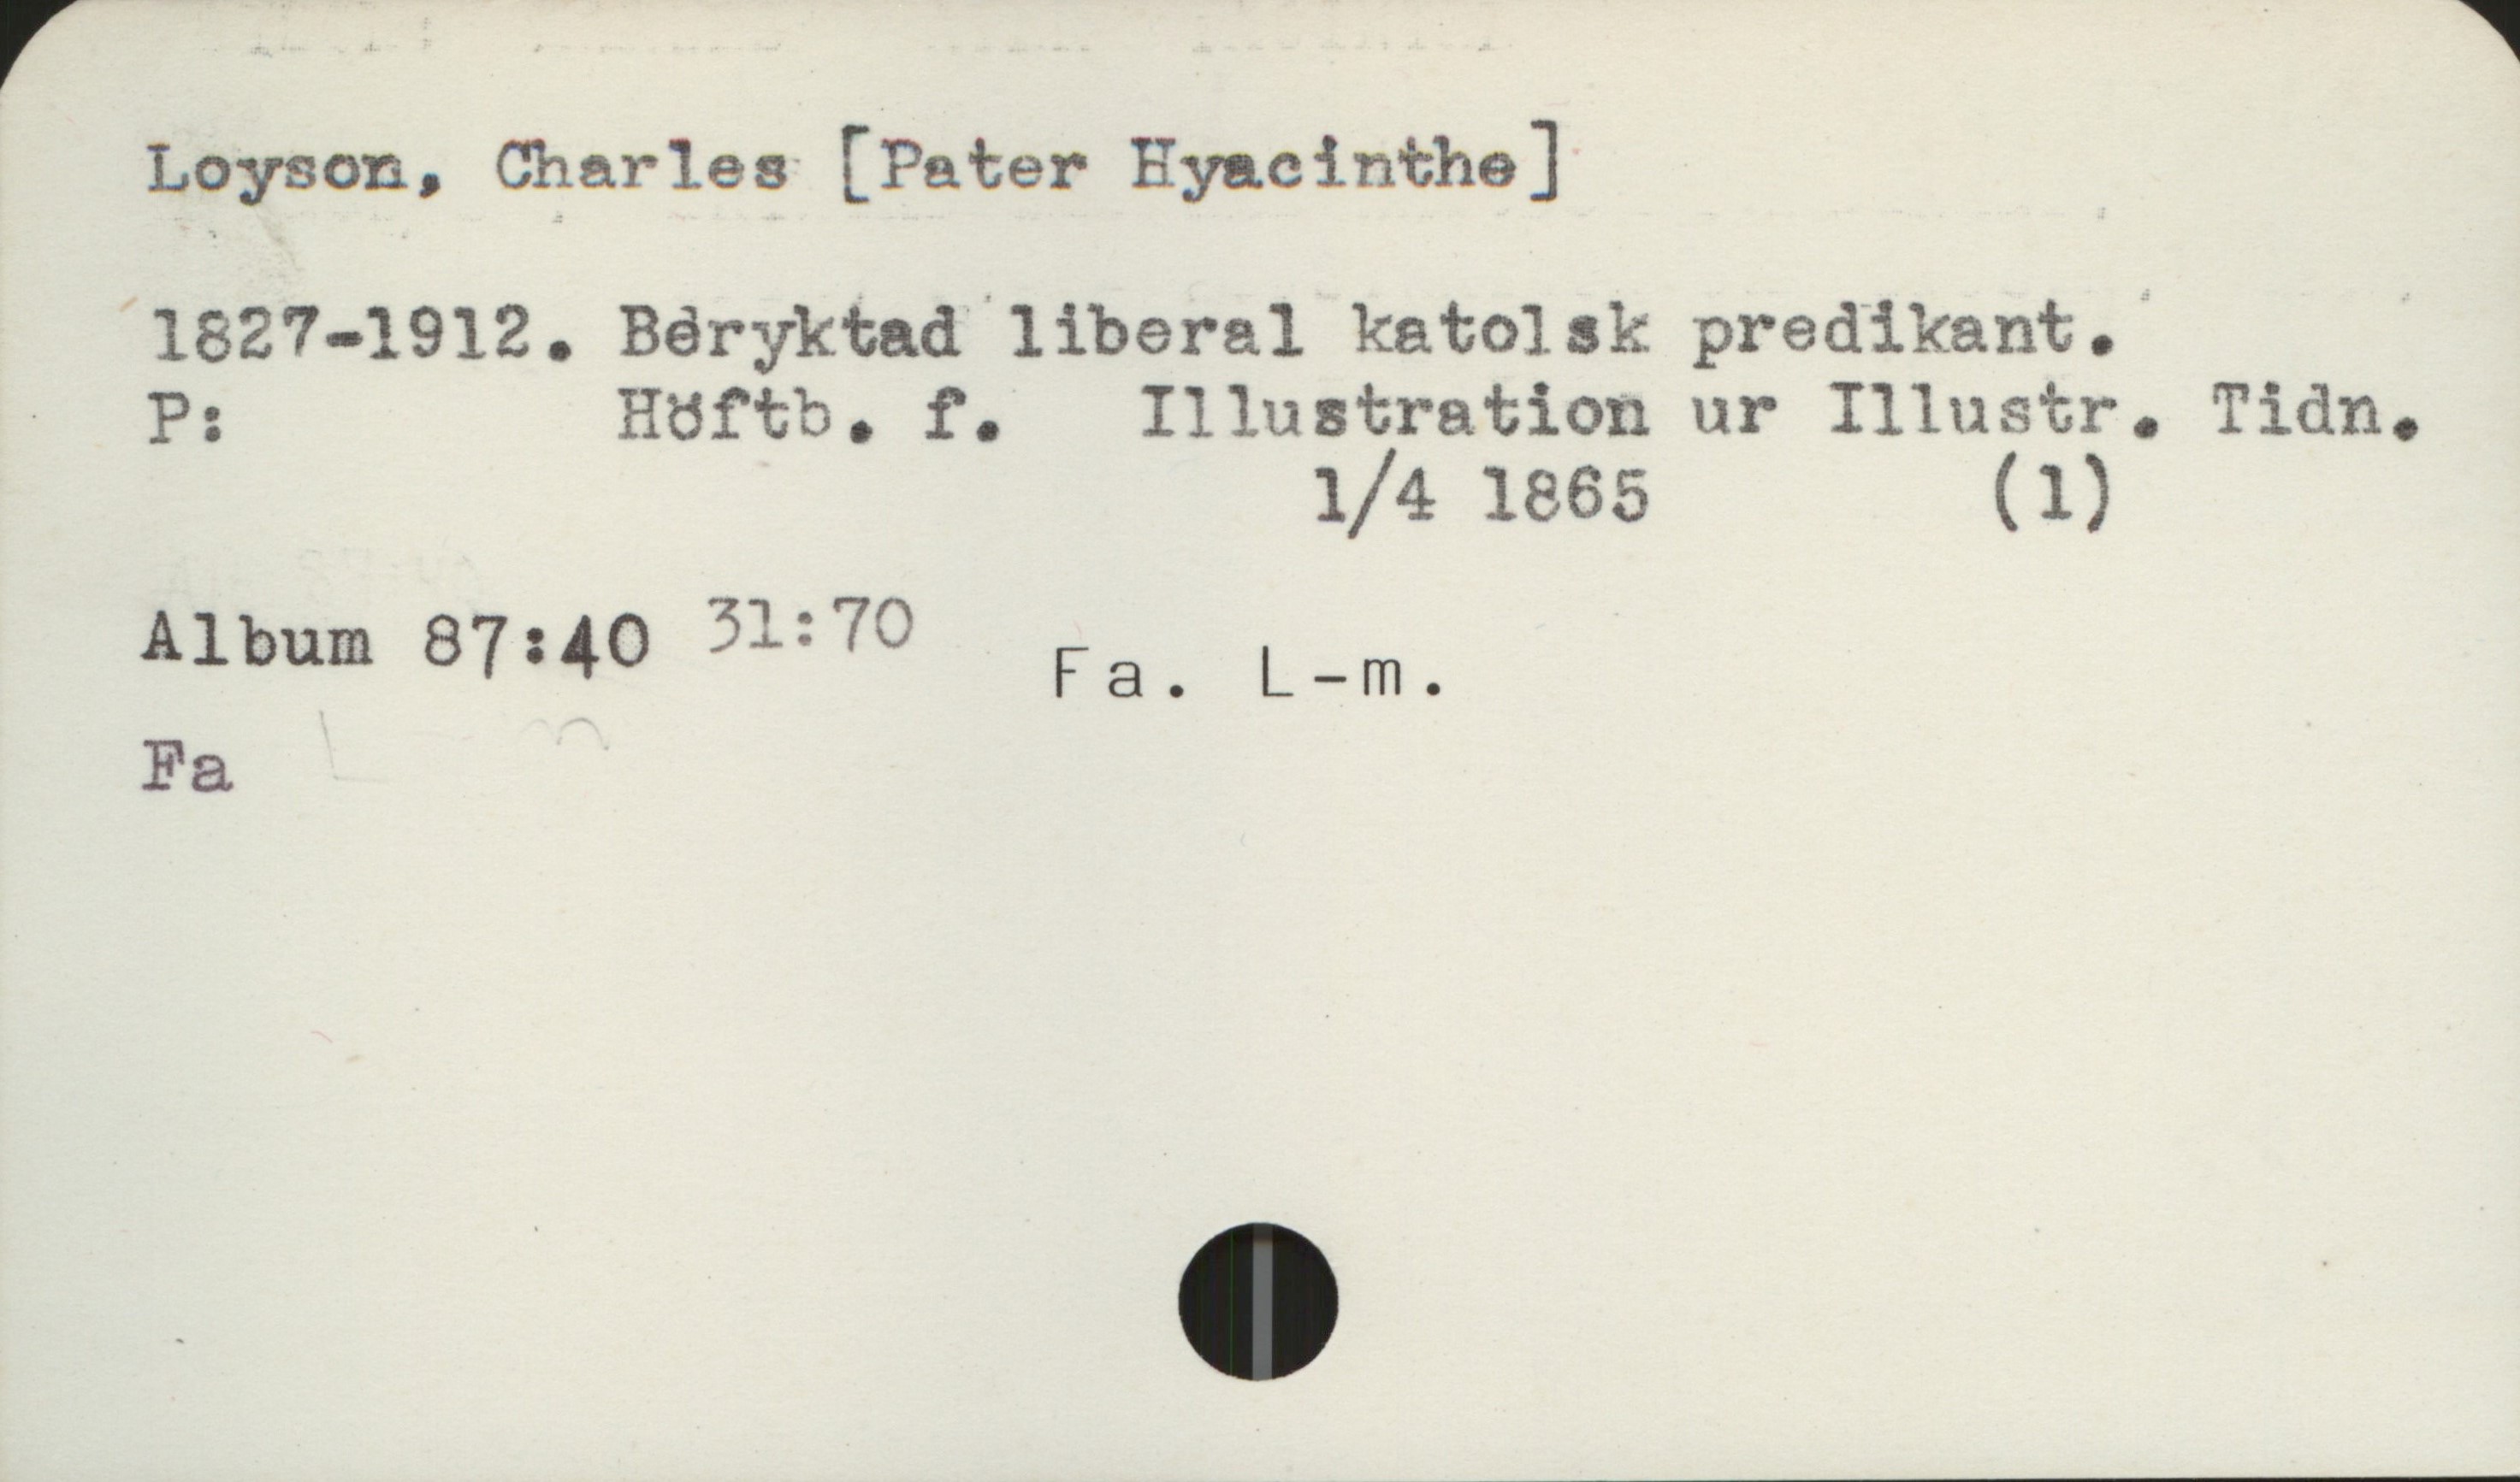 Loyson, Charles [Pater Hyacinthe]
1827-1912. Beryktad liberal katolsk predikant.
P: Höftb. f. Illustration ur Illustr. Tidn.
1/4 1865 (1)
Album 87:40 31:70
Fa. L-m.
Fa L m